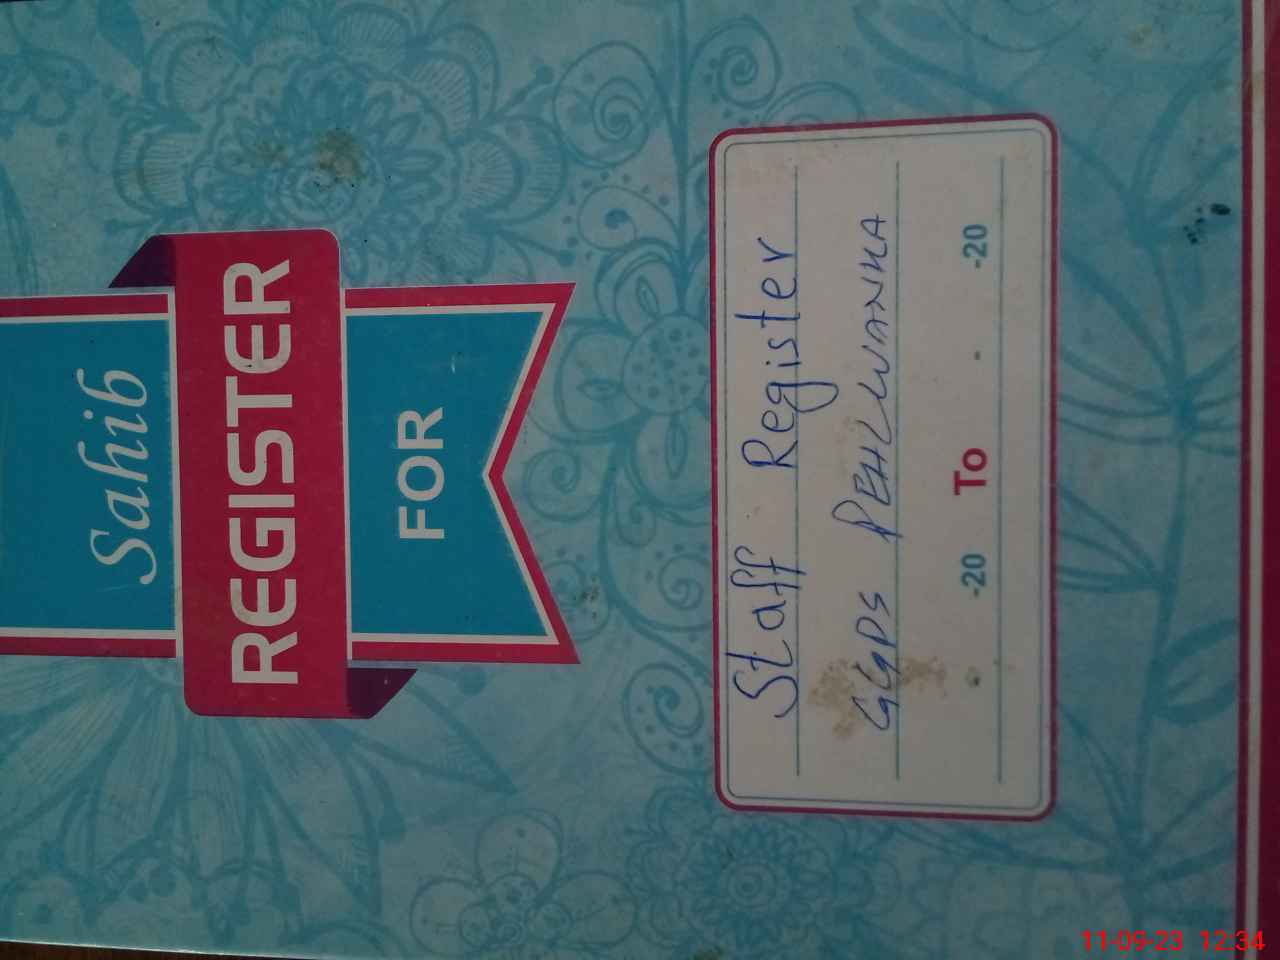 Sahib
REGISTER
FOR
Staff Register
GGPS PEHLWANKA
- -20 To - -20
11-09-23 12:34